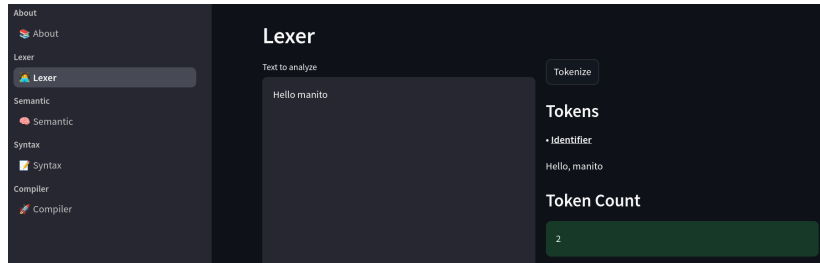 About
📚 About
Lexer
🧑‍💻 Lexer
Semantic
🧠 Semantic
Syntax
📝 Syntax
Compiler
🚀 Compiler
Lexer
Text to analyze
Hello manito
Tokenize
Tokens
• Identifier
Hello, manito
Token Count
2